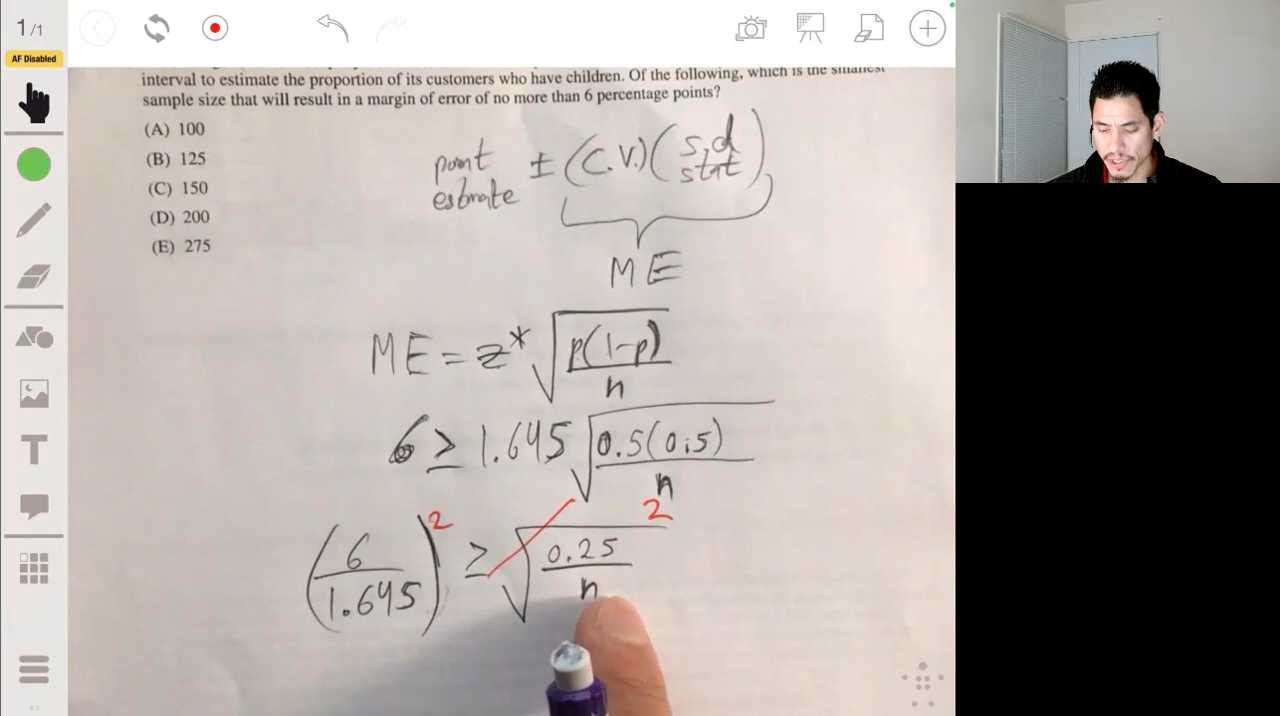 1/1
AF Disabled
interval to estimate the proportion of its customers who have children. Of the following, which is the smallest
sample size that will result in a margin of error of no more than 6 percentage points?
(A) 100
(B) 125
(C) 150
(D) 200
(E) 275
point estimate ± (C.V.)(s,d stat)
ME
ME = z* √(p(1-p)/n)
6 ≥ 1.645 √(0.5(0.5)/n)
(6/1.645)² ≥ √(0.25/n) ²
T